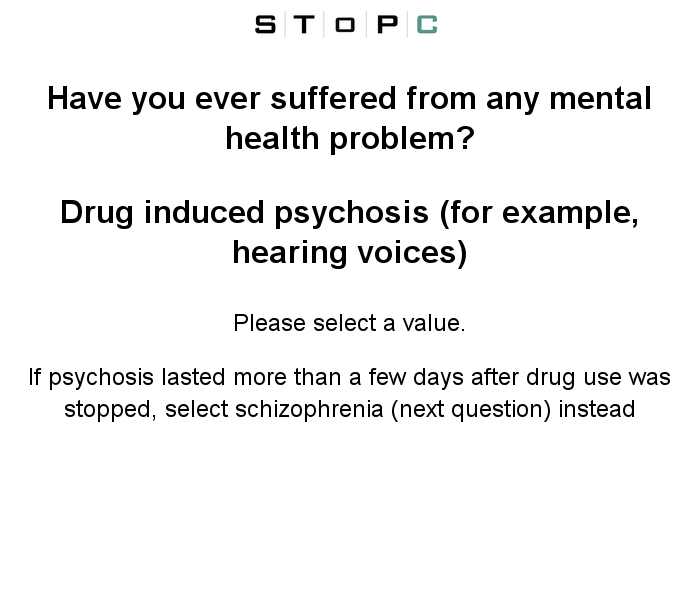 STOPC
Have you ever suffered from any mental
health problem?
Drug induced psychosis (for example,
hearing voices)
Please select a value.
If psychosis lasted more than a few days after drug use was
stopped, select schizophrenia (next question) instead